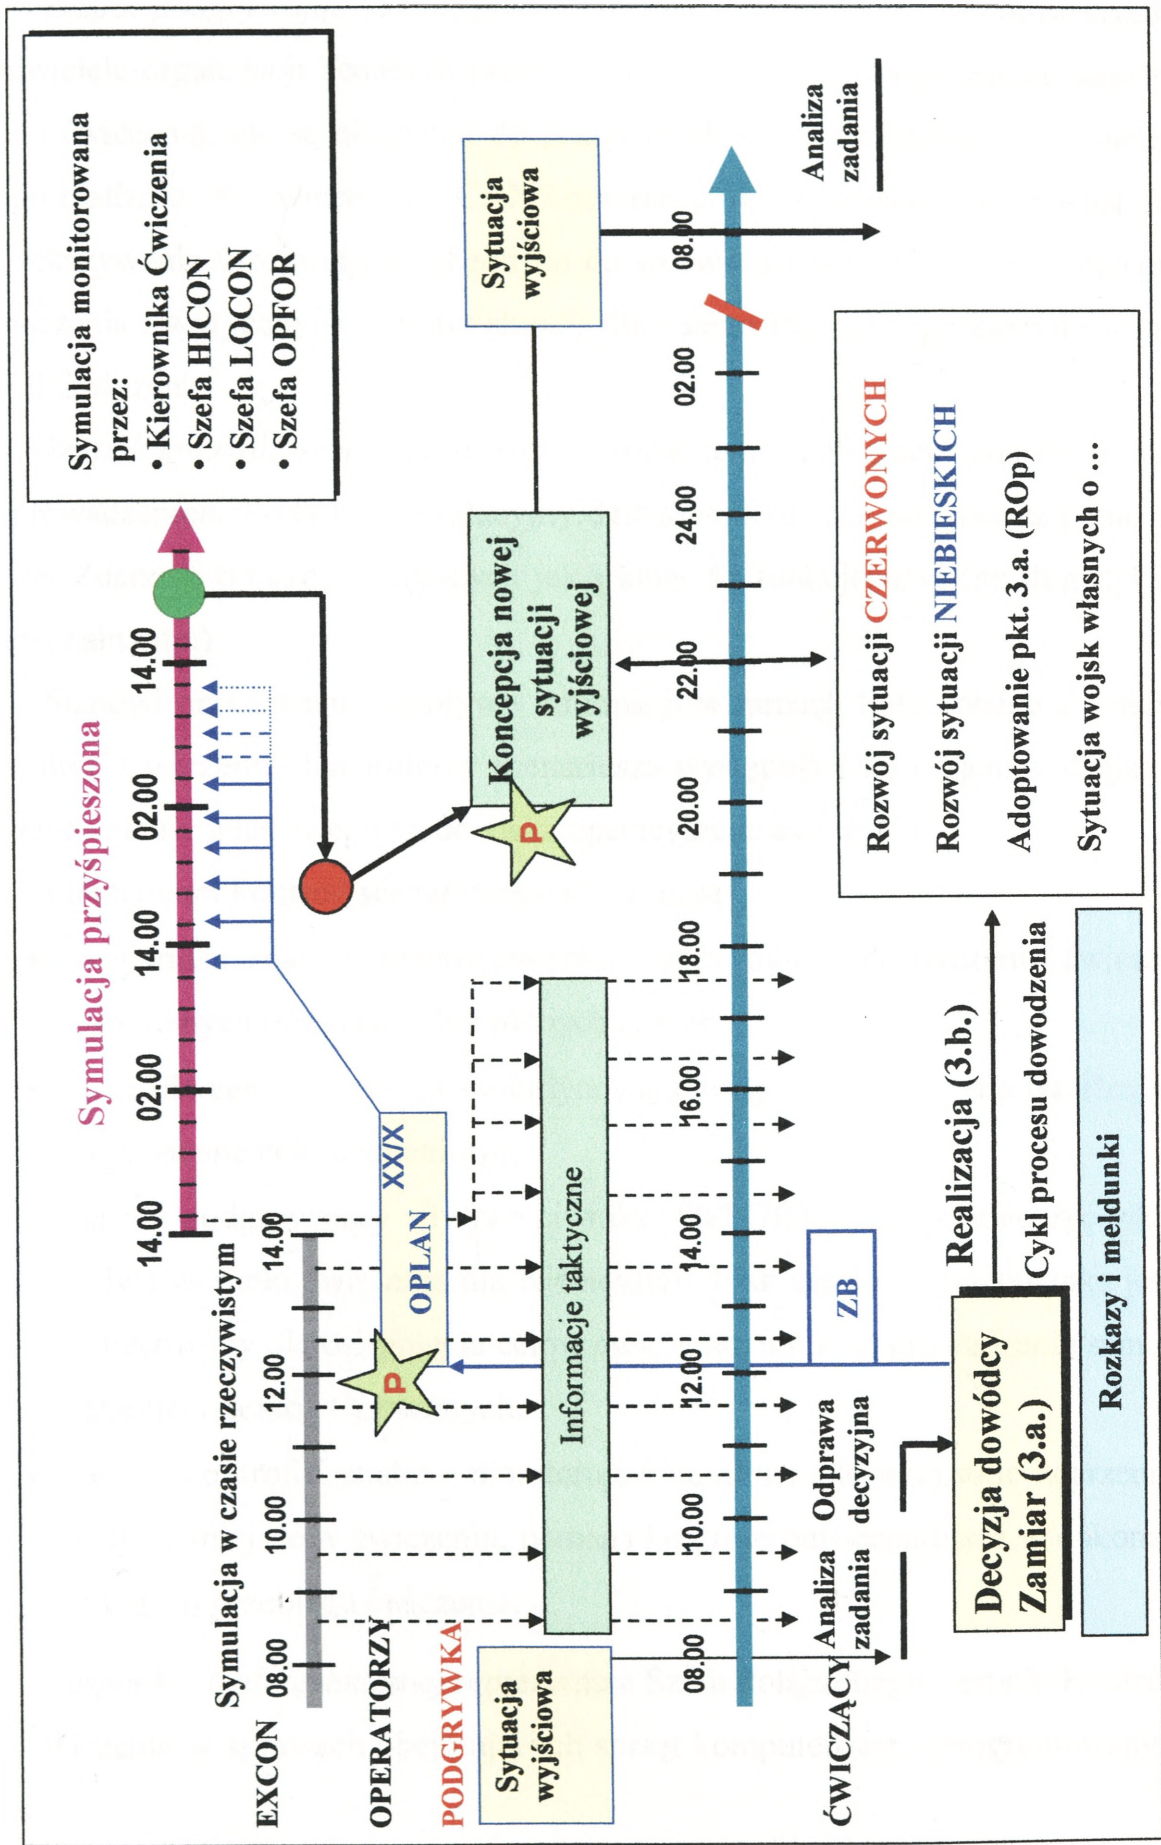 Symulacja przyśpieszona
Symulacja monitorowana
przez:
• Kierownika Ćwiczenia
• Szefa HICON
• Szefa LOCON
• Szefa OPFOR
14.00
02.00
14.00
02.00
14.00
Symulacja w czasie rzeczywistym
EXCON
08.00
10.00
12.00
14.00
OPERATORZY
PODGRYWKA
P
OPLAN
XX/X
Sytuacja
wyjściowa
Informacje taktyczne
P
Koncepcja nowej
sytuacji
wyjściowej
Sytuacja
wyjściowa
08.00
10.00
12.00
14.00
16.00
18.00
20.00
22.00
24.00
02.00
08.00
ĆWICZĄCY
Analiza
zadania
Odprawa
decyzyjna
ZB
Analiza
zadania
Decyzja dowódcy
Zamiar 3.a.)
Realizacja (3.b.)
Cykl procesu dowodzenia
Rozkazy i meldunki
Rozwój sytuacji CZERWONYCH
Rozwój sytuacji NIEBIESKICH
Adoptowanie pkt. 3.a. (ROp)
Sytuacja wojsk własnych o ...